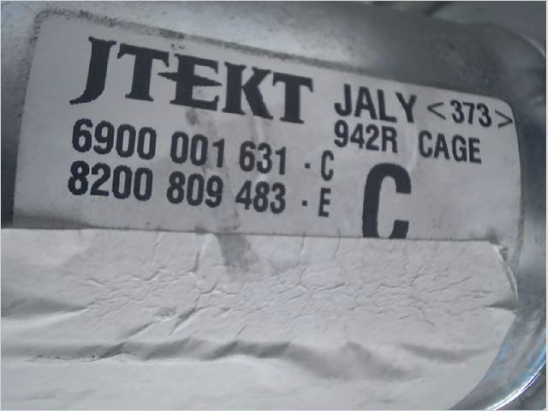 JTEKT JALY <373>
942R CAGE
6900 001 631 - C
8200 809 483 - E
C